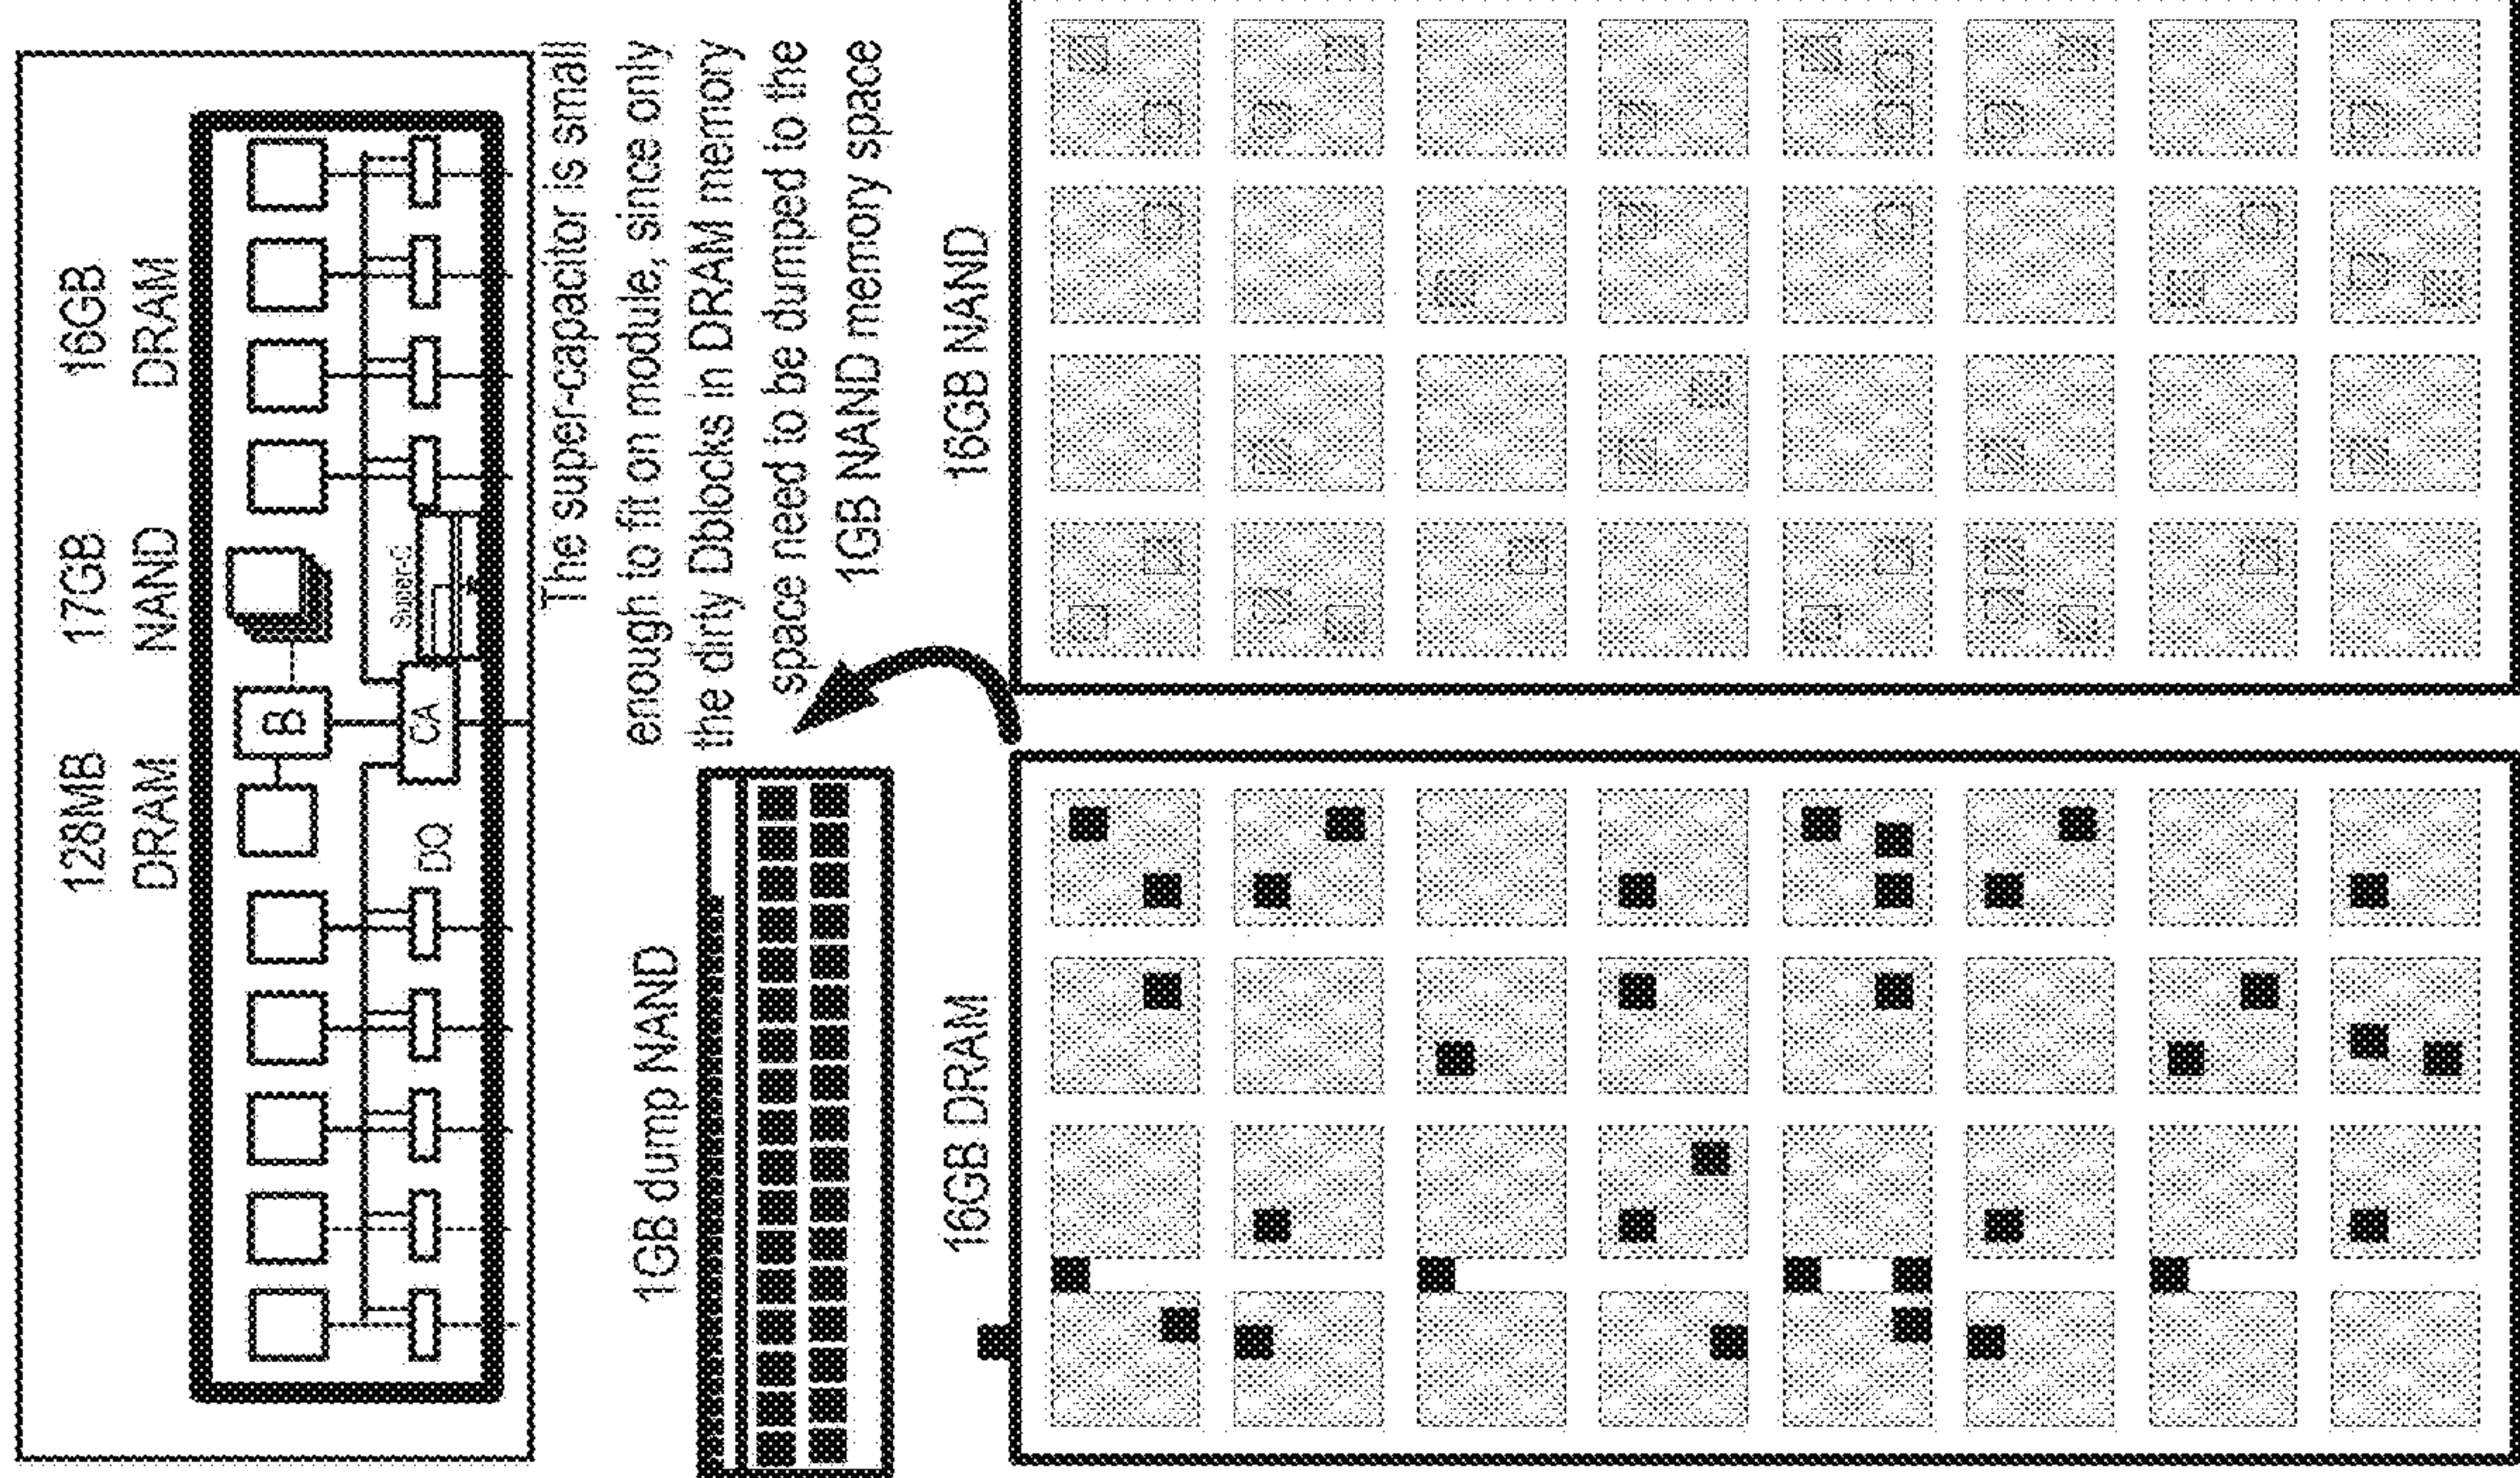 128MB
DRAM
17GB
NAND
16GB
DRAM
B
Super-C
DQ
CA
The super-capacitor is small
enough to fit on module, since only
the dirty Dblocks in DRAM memory
space need to be dumped to the
1GB NAND memory space
1GB dump NAND
16GB DRAM
16GB NAND